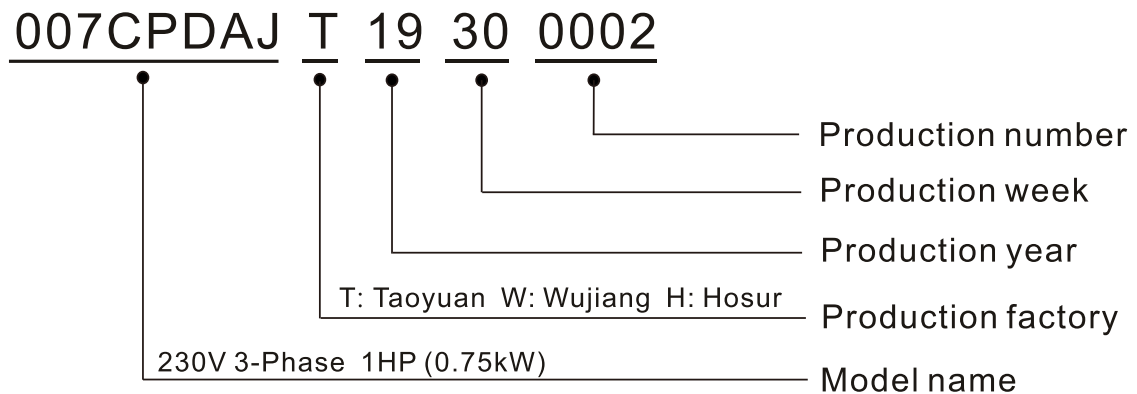 007CPDAJ T 19 30 0002
Production number
Production week
Production year
T: Taoyuan W: Wujiang H: Hosur
Production factory
230V 3-Phase 1HP (0.75kW)
Model name